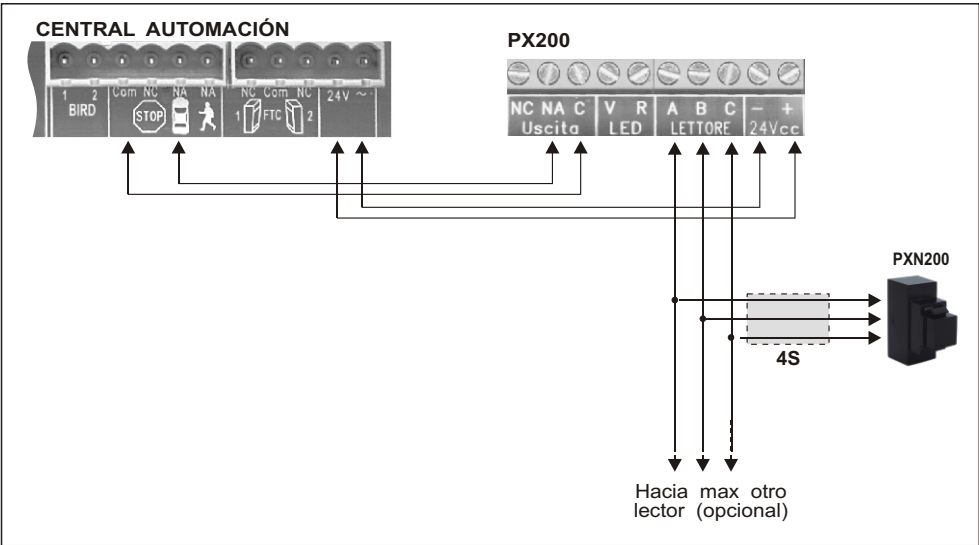 CENTRAL AUTOMACIÓN
PX200
1 2 Com NC NA NA NC Com NC 24V ~
BIRD STOP 1 FTC 2
NC NA C V R A B C − +
Uscita LED LETTORE 24Vcc
PXN200
4S
Hacia max otro
lector (opcional)